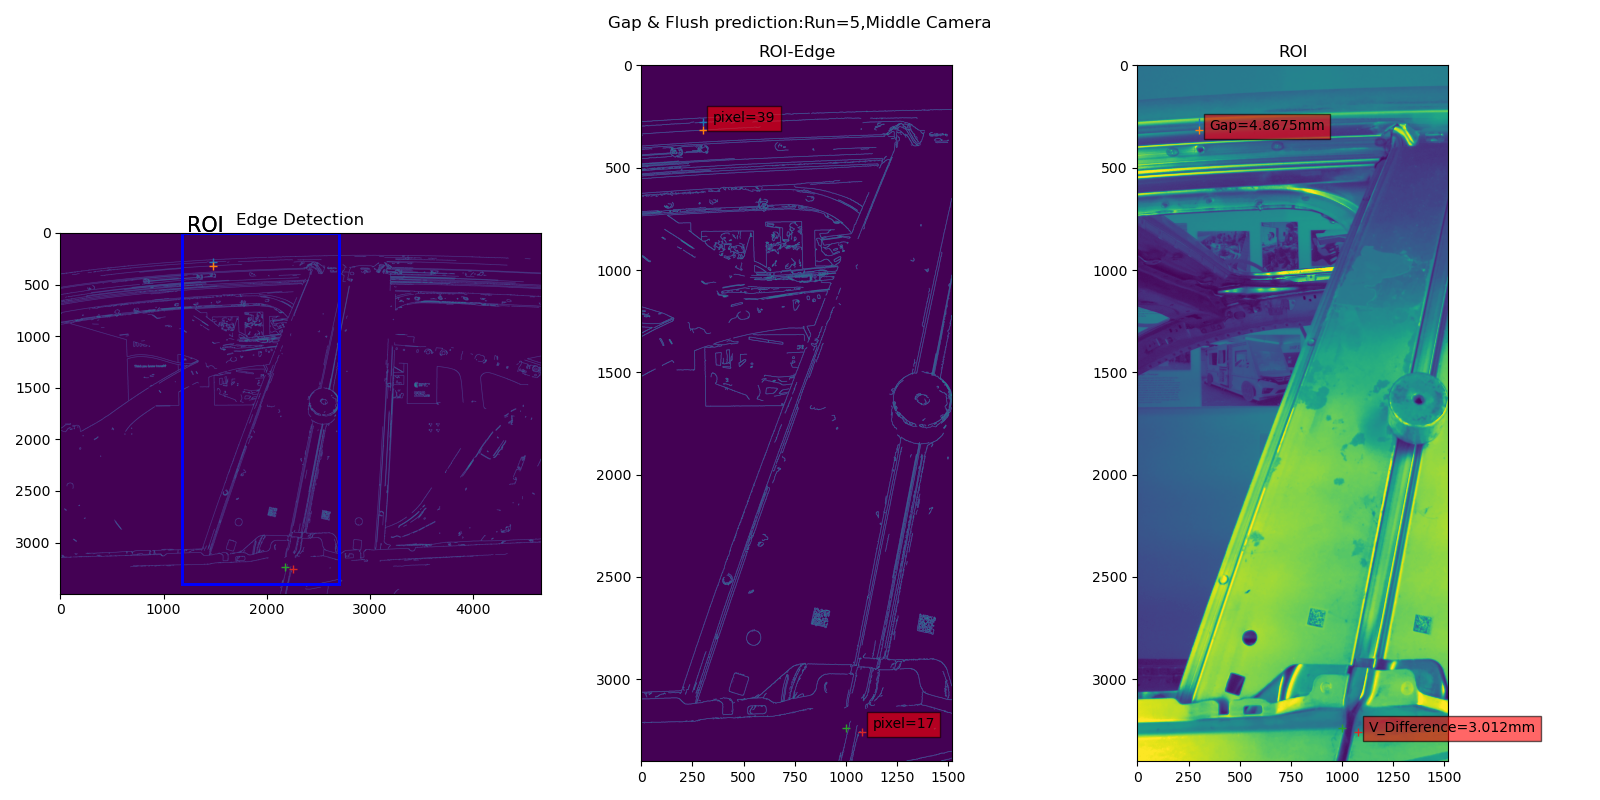 Gap & Flush prediction:Run=5,Middle Camera
ROI Edge Detection
0
500
1000
1500
2000
2500
3000
0 1000 2000 3000 4000
ROI-Edge
pixel=39
pixel=17
0
500
1000
1500
2000
2500
3000
0 250 500 750 1000 1250 1500
ROI
Gap=4.8675mm
V_Difference=3.012mm
0
500
1000
1500
2000
2500
3000
0 250 500 750 1000 1250 1500